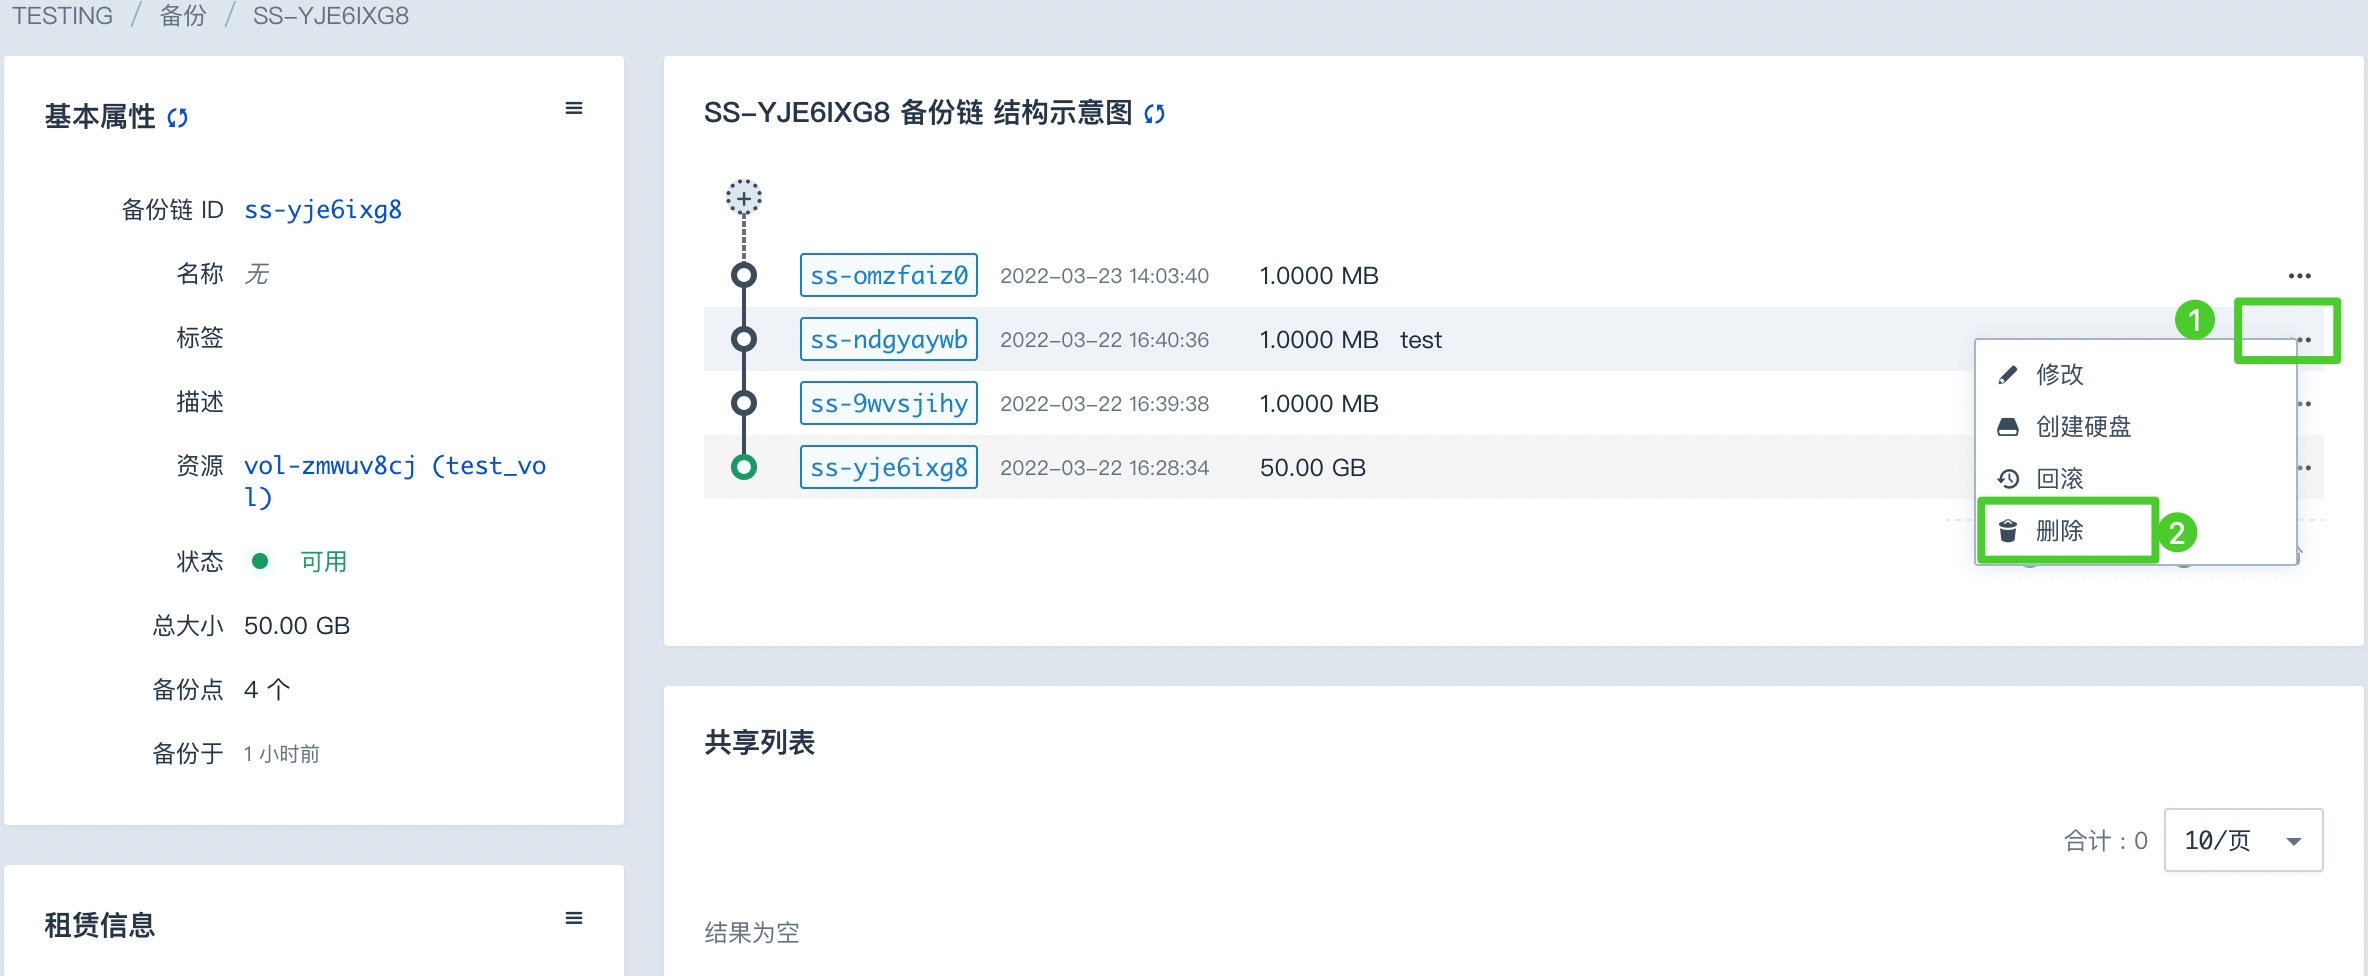 TESTING / 备份 / SS-YJE6IXG8
基本属性
备份链 ID ss-yje6ixg8
名称 无
标签
描述
资源 vol-zmwuv8cj (test_vo
l)
状态 可用
总大小 50.00 GB
备份点 4 个
备份于 1 小时前
租赁信息
SS-YJE6IXG8 备份链 结构示意图
ss-omzfaiz0 2022-03-23 14:03:40 1.0000 MB
ss-ndgyaywb 2022-03-22 16:40:36 1.0000 MB test
ss-9wvsjihy 2022-03-22 16:39:38 1.0000 MB
ss-yje6ixg8 2022-03-22 16:28:34 50.00 GB
1
修改
创建硬盘
回滚
删除
2
共享列表
合计：0 10/页
结果为空